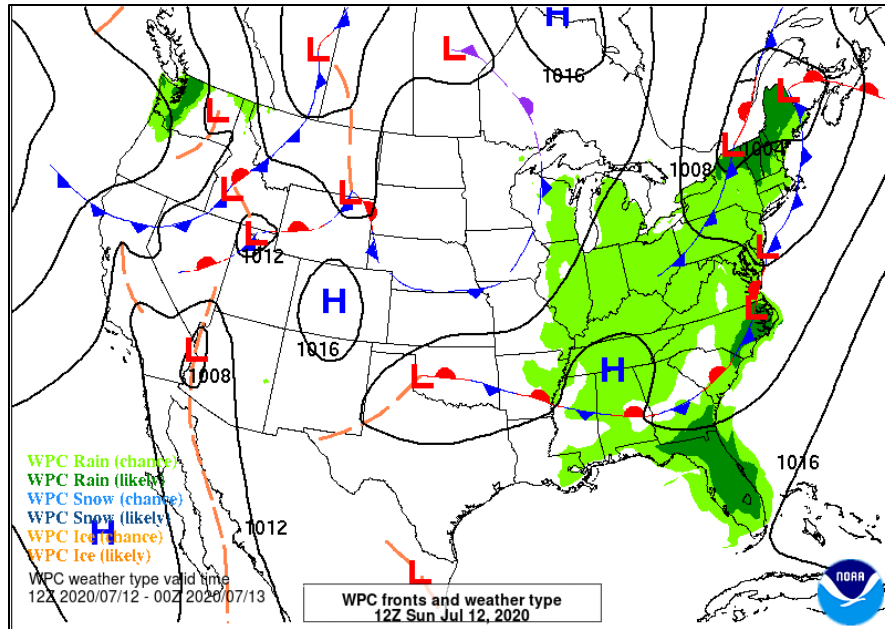 H
L
L
1016
L
L
1004
L
1008
L
L
L
L
1012
H
L
1016
L
1008
L
H
WPC Rain (chance)
WPC Rain (likely)
WPC Snow (chance)
WPC Snow (likely)
WPC Ice (chance)
WPC Ice (likely)
H
1012
1016
WPC weather type valid time
12Z 2020/07/12 - 00Z 2020/07/13
L
WPC fronts and weather type
12Z Sun Jul 12, 2020
NOAA